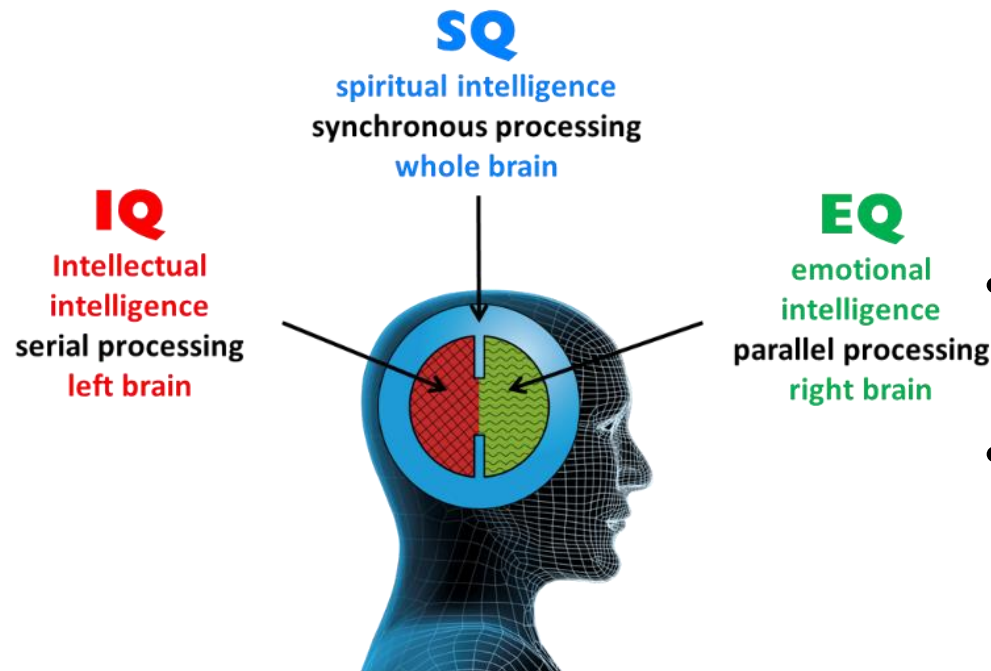 SQ
spiritual intelligence
synchronous processing
whole brain
IQ
Intellectual
intelligence
serial processing
left brain
EQ
emotional
intelligence
parallel processing
right brain